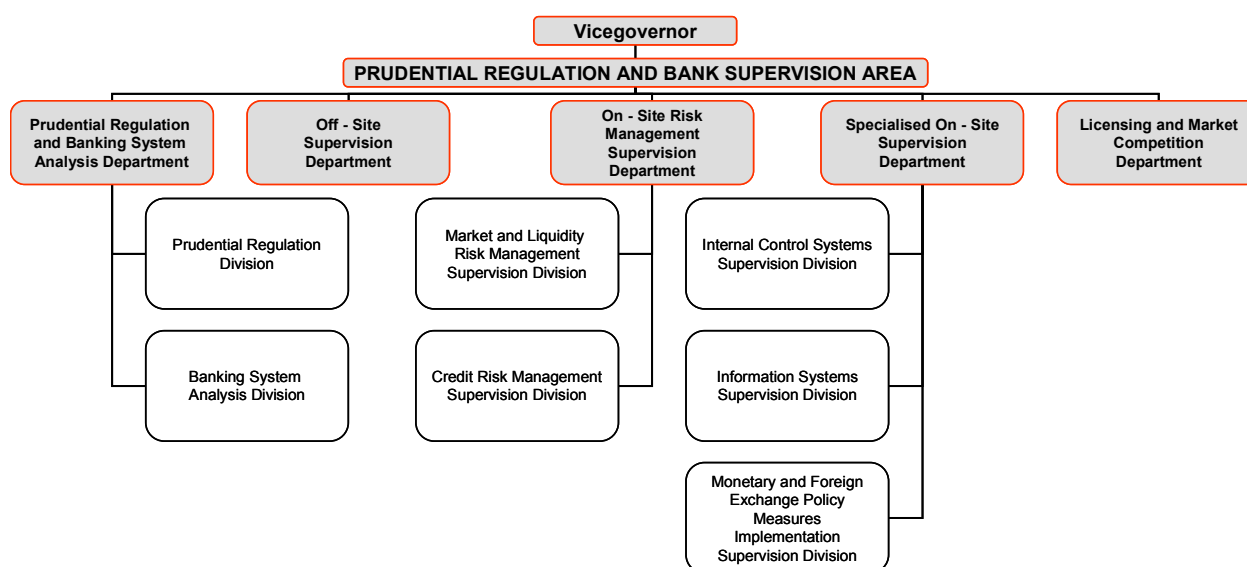 Vicegovernor
PRUDENTIAL REGULATION AND BANK SUPERVISION AREA
Prudential Regulation
and Banking System
Analysis Department
Off - Site
Supervision
Department
On - Site Risk
Management
Supervision
Department
Specialised On - Site
Supervision
Department
Licensing and Market
Competition
Department
Prudential Regulation
Division
Market and Liquidity
Risk Management
Supervision Division
Internal Control Systems
Supervision Division
Banking System
Analysis Division
Credit Risk Management
Supervision Division
Information Systems
Supervision Division
Monetary and Foreign
Exchange Policy
Measures
Implementation
Supervision Division